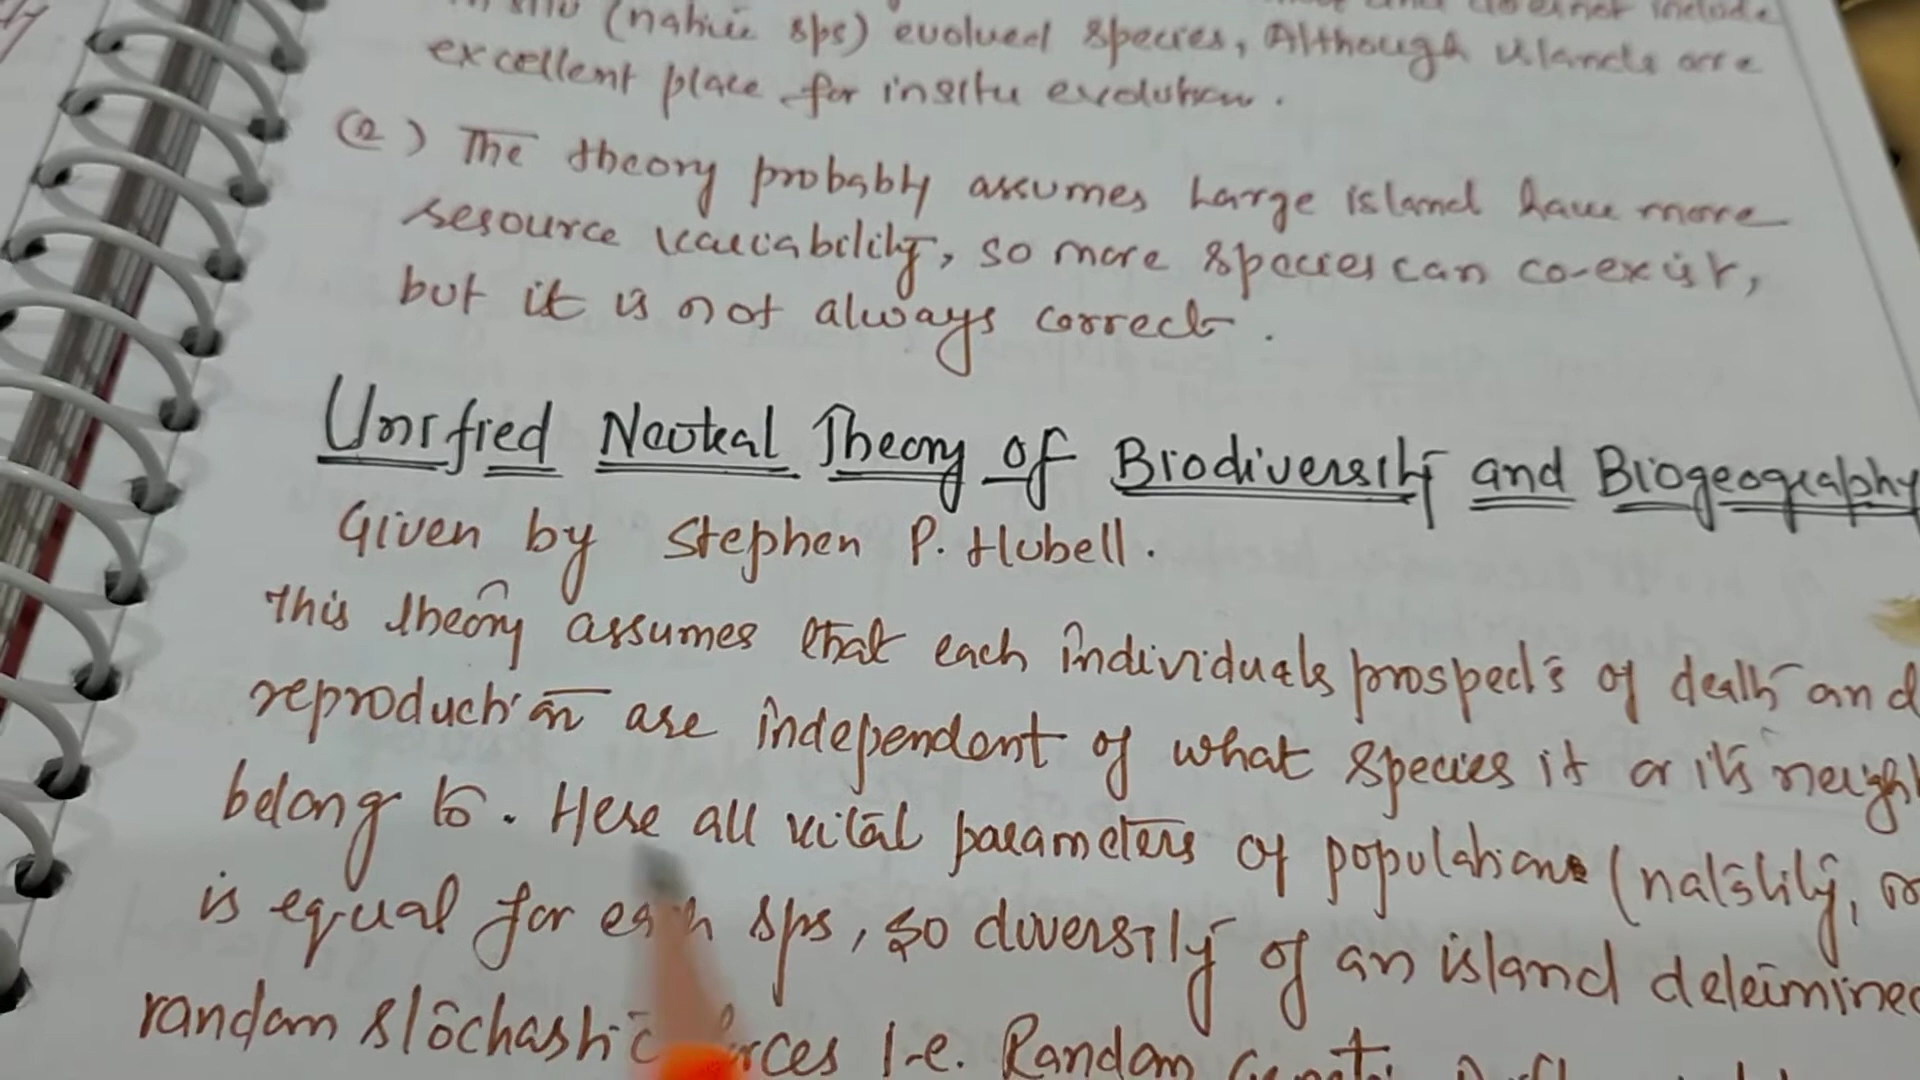 (native sps) evolved species, Although islands are
excellent place for insitu evolution.
(2) The theory probably assumes Large island have more
resource variability, so more species can co-exist,
but it is not always correct.
Unified Neutral Theory of Biodiversity and Biogeography
Given by Stephen P. Hubell.
This theory assumes that each individuals prospects of death and
reproduction are independent of what species it or its neigh
belong to. Here all vital parameters of populations (natality,
is equal for each sps, so diversity of an island determined
random stochastic i.e. Random